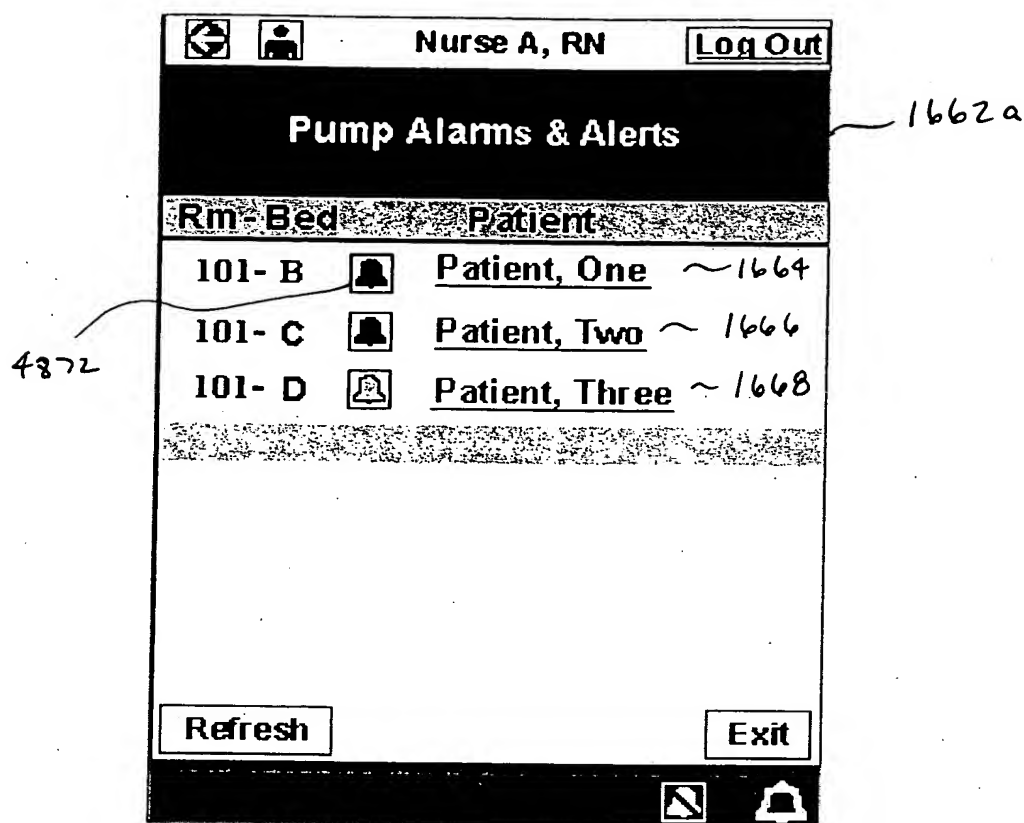 Nurse A, RN Log Out
Pump Alarms & Alerts 1662a
Rm-Bed Patient
101- B Patient, One 1664
101- C Patient, Two 1666
4872
101- D Patient, Three 1668
Refresh Exit